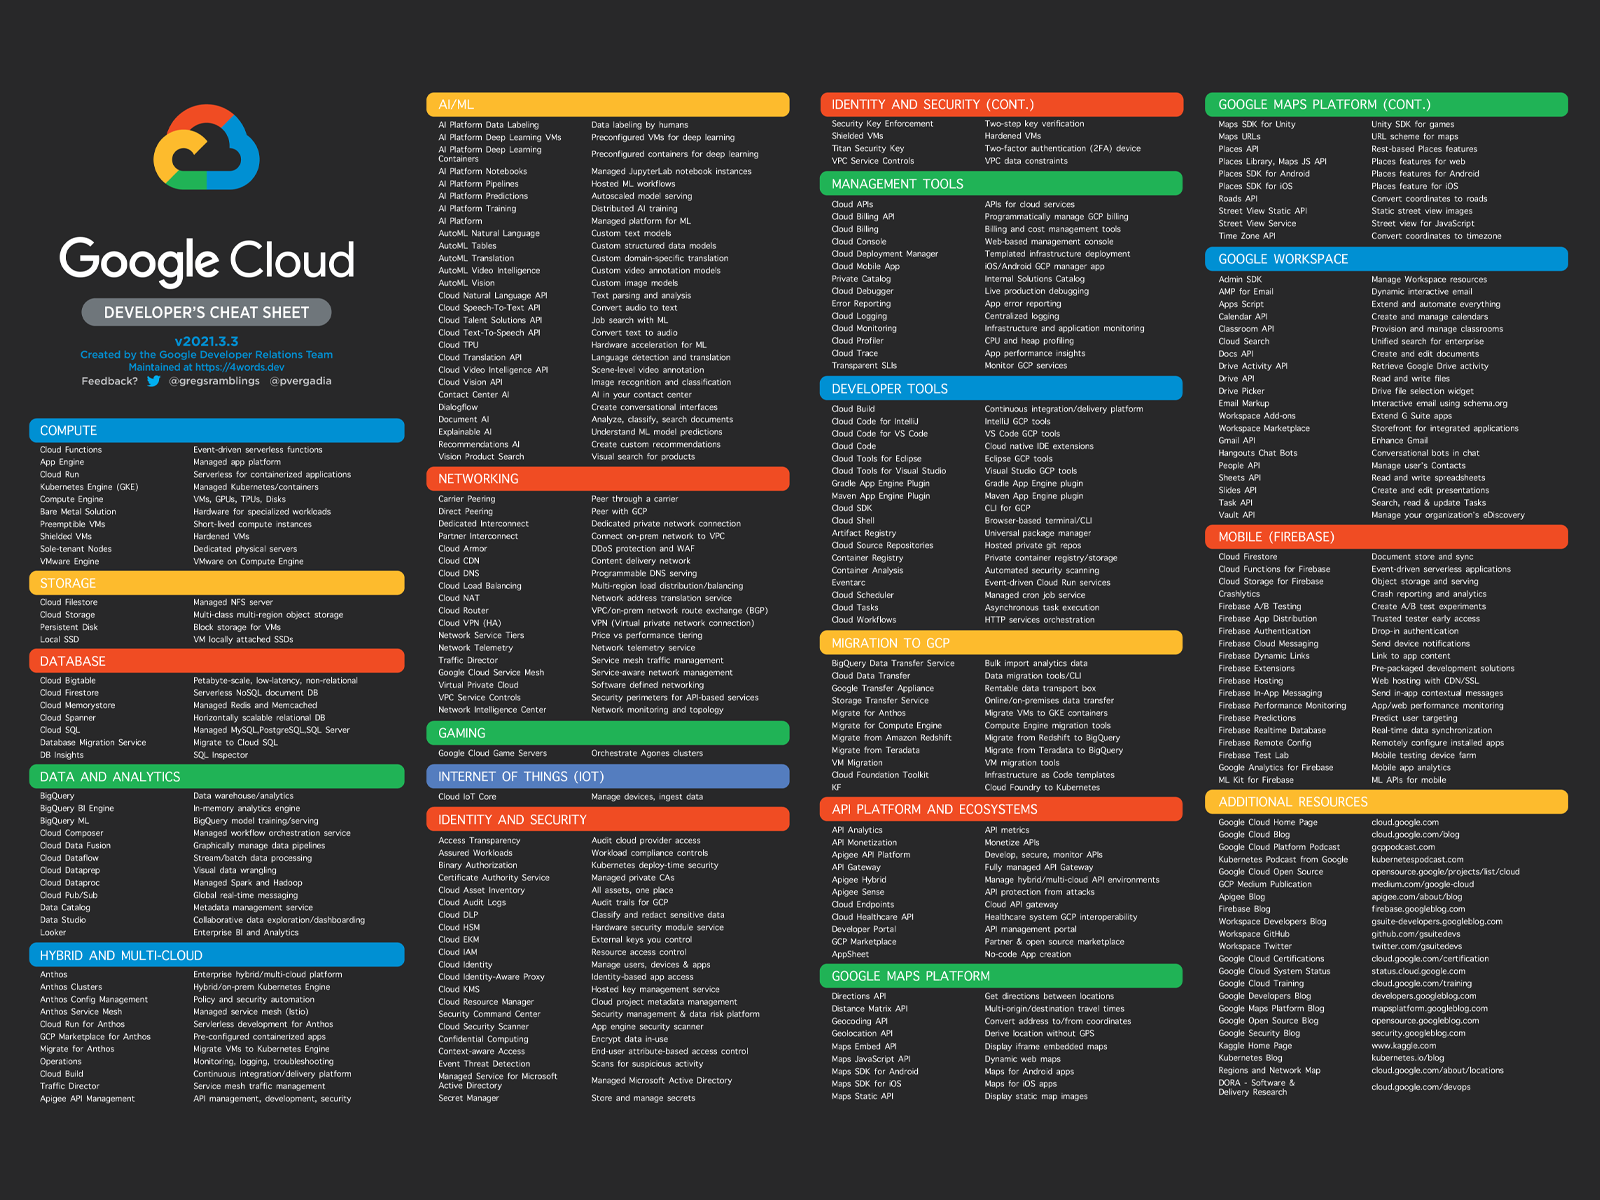 Google Cloud
DEVELOPER'S CHEAT SHEET
v2021.3.3
Created by the Google Developer Relations Team
Maintained at https://4words.dev
Feedback? @gregsramblings @pvergadia
COMPUTE
Cloud Functions Event-driven serverless functions
App Engine Managed app platform
Cloud Run Serverless for containerized applications
Kubernetes Engine (GKE) Managed Kubernetes/containers
Compute Engine VMs, GPUs, TPUs, Disks
Bare Metal Solution Hardware for specialized workloads
Preemptible VMs Short-lived compute instances
Shielded VMs Hardened VMs
Sole-tenant Nodes Dedicated physical servers
VMware Engine VMware on Compute Engine
STORAGE
Cloud Filestore Managed NFS server
Cloud Storage Multi-class multi-region object storage
Persistent Disk Block storage for VMs
Local SSD VM locally attached SSDs
DATABASE
Cloud Bigtable Petabyte-scale, low-latency, non-relational
Cloud Firestore Serverless NoSQL document DB
Cloud Memorystore Managed Redis and Memcached
Cloud Spanner Horizontally scalable relational DB
Cloud SQL Managed MySQL,PostgreSQL,SQL Server
Database Migration Service Migrate to Cloud SQL
DB Insights SQL Inspector
DATA AND ANALYTICS
BigQuery Data warehouse/analytics
BigQuery BI Engine In-memory analytics engine
BigQuery ML BigQuery model training/serving
Cloud Composer Managed workflow orchestration service
Cloud Data Fusion Graphically manage data pipelines
Cloud Dataflow Stream/batch data processing
Cloud Dataprep Visual data wrangling
Cloud Dataproc Managed Spark and Hadoop
Cloud Pub/Sub Global real-time messaging
Data Catalog Metadata management service
Data Studio Collaborative data exploration/dashboarding
Looker Enterprise BI and Analytics
HYBRID AND MULTI-CLOUD
Anthos Enterprise hybrid/multi-cloud platform
Anthos Clusters Hybrid/on-prem Kubernetes Engine
Anthos Config Management Policy and security automation
Anthos Service Mesh Managed service mesh (Istio)
Cloud Run for Anthos Serverless development for Anthos
GCP Marketplace for Anthos Pre-configured containerized apps
Migrate for Anthos Migrate VMs to Kubernetes Engine
Operations Monitoring, logging, troubleshooting
Cloud Build Continuous integration/delivery platform
Traffic Director Service mesh traffic management
Apigee API Management API management, development, security
AI/ML
AI Platform Data Labeling Data labeling by humans
AI Platform Deep Learning VMs Preconfigured VMs for deep learning
AI Platform Deep Learning
Containers Preconfigured containers for deep learning
AI Platform Notebooks Managed JupyterLab notebook instances
AI Platform Pipelines Hosted ML workflows
AI Platform Predictions Autoscaled model serving
AI Platform Training Distributed AI training
AI Platform Managed platform for ML
AutoML Natural Language Custom text models
AutoML Tables Custom structured data models
AutoML Translation Custom domain-specific translation
AutoML Video Intelligence Custom video annotation models
AutoML Vision Custom image models
Cloud Natural Language API Text parsing and analysis
Cloud Speech-To-Text API Convert audio to text
Cloud Talent Solutions API Job search with ML
Cloud Text-To-Speech API Convert text to audio
Cloud TPU Hardware acceleration for ML
Cloud Translation API Language detection and translation
Cloud Video Intelligence API Scene-level video annotation
Cloud Vision API Image recognition and classification
Contact Center AI AI in your contact center
Dialogflow Create conversational interfaces
Document AI Analyze, classify, search documents
Explainable AI Understand ML model predictions
Recommendations AI Create custom recommendations
Vision Product Search Visual search for products
NETWORKING
Carrier Peering Peer through a carrier
Direct Peering Peer with GCP
Dedicated Interconnect Dedicated private network connection
Partner Interconnect Connect on-prem network to VPC
Cloud Armor DDoS protection and WAF
Cloud CDN Content delivery network
Cloud DNS Programmable DNS serving
Cloud Load Balancing Multi-region load distribution/balancing
Cloud NAT Network address translation service
Cloud Router VPC/on-prem network route exchange (BGP)
Cloud VPN (HA) VPN (Virtual private network connection)
Network Service Tiers Price vs performance tiering
Network Telemetry Network telemetry service
Traffic Director Service mesh traffic management
Google Cloud Service Mesh Service-aware network management
Virtual Private Cloud Software defined networking
VPC Service Controls Security perimeters for API-based services
Network Intelligence Center Network monitoring and topology
GAMING
Google Cloud Game Servers Orchestrate Agones clusters
INTERNET OF THINGS (IOT)
Cloud IoT Core Manage devices, ingest data
IDENTITY AND SECURITY
Access Transparency Audit cloud provider access
Assured Workloads Workload compliance controls
Binary Authorization Kubernetes deploy-time security
Certificate Authority Service Managed private CAs
Cloud Asset Inventory All assets, one place
Cloud Audit Logs Audit trails for GCP
Cloud DLP Classify and redact sensitive data
Cloud HSM Hardware security module service
Cloud EKM External keys you control
Cloud IAM Resource access control
Cloud Identity Manage users, devices & apps
Cloud Identity-Aware Proxy Identity-based app access
Cloud KMS Hosted key management service
Cloud Resource Manager Cloud project metadata management
Security Command Center Security management & data risk platform
Cloud Security Scanner App engine security scanner
Confidential Computing Encrypt data in-use
Context-aware Access End-user attribute-based access control
Event Threat Detection Scans for suspicious activity
Managed Service for Microsoft
Active Directory Managed Microsoft Active Directory
Secret Manager Store and manage secrets
IDENTITY AND SECURITY (CONT.)
Security Key Enforcement Two-step key verification
Shielded VMs Hardened VMs
Titan Security Key Two-factor authentication (2FA) device
VPC Service Controls VPC data constraints
MANAGEMENT TOOLS
Cloud APIs APIs for cloud services
Cloud Billing API Programmatically manage GCP billing
Cloud Billing Billing and cost management tools
Cloud Console Web-based management console
Cloud Deployment Manager Templated infrastructure deployment
Cloud Mobile App iOS/Android GCP manager app
Private Catalog Internal Solutions Catalog
Cloud Debugger Live production debugging
Error Reporting App error reporting
Cloud Logging Centralized logging
Cloud Monitoring Infrastructure and application monitoring
Cloud Profiler CPU and heap profiling
Cloud Trace App performance insights
Transparent SLIs Monitor GCP services
DEVELOPER TOOLS
Cloud Build Continuous integration/delivery platform
Cloud Code for IntelliJ IntelliJ GCP tools
Cloud Code for VS Code VS Code GCP tools
Cloud Code Cloud native IDE extensions
Cloud Tools for Eclipse Eclipse GCP tools
Cloud Tools for Visual Studio Visual Studio GCP tools
Gradle App Engine Plugin Gradle App Engine plugin
Maven App Engine Plugin Maven App Engine plugin
Cloud SDK CLI for GCP
Cloud Shell Browser-based terminal/CLI
Artifact Registry Universal package manager
Cloud Source Repositories Hosted private git repos
Container Registry Private container registry/storage
Container Analysis Automated security scanning
Eventarc Event-driven Cloud Run services
Cloud Scheduler Managed cron job service
Cloud Tasks Asynchronous task execution
Cloud Workflows HTTP services orchestration
MIGRATION TO GCP
BigQuery Data Transfer Service Bulk import analytics data
Cloud Data Transfer Data migration tools/CLI
Google Transfer Appliance Rentable data transport box
Storage Transfer Service Online/on-premises data transfer
Migrate for Anthos Migrate VMs to GKE containers
Migrate for Compute Engine Compute Engine migration tools
Migrate from Amazon Redshift Migrate from Redshift to BigQuery
Migrate from Teradata Migrate from Teradata to BigQuery
VM Migration VM migration tools
Cloud Foundation Toolkit Infrastructure as Code templates
KF Cloud Foundry to Kubernetes
API PLATFORM AND ECOSYSTEMS
API Analytics API metrics
API Monetization Monetize APIs
Apigee API Platform Develop, secure, monitor APIs
API Gateway Fully managed API Gateway
Apigee Hybrid Manage hybrid/multi-cloud API environments
Apigee Sense API protection from attacks
Cloud Endpoints Cloud API gateway
Cloud Healthcare API Healthcare system GCP interoperability
Developer Portal API management portal
GCP Marketplace Partner & open source marketplace
AppSheet No-code App creation
GOOGLE MAPS PLATFORM
Directions API Get directions between locations
Distance Matrix API Multi-origin/destination travel times
Geocoding API Convert address to/from coordinates
Geolocation API Derive location without GPS
Maps Embed API Display iframe embedded maps
Maps JavaScript API Dynamic web maps
Maps SDK for Android Maps for Android apps
Maps SDK for iOS Maps for iOS apps
Maps Static API Display static map images
GOOGLE MAPS PLATFORM (CONT.)
Maps SDK for Unity Unity SDK for games
Maps URLs URL scheme for maps
Places API Rest-based Places features
Places Library, Maps JS API Places features for web
Places SDK for Android Places features for Android
Places SDK for iOS Places feature for iOS
Roads API Convert coordinates to roads
Street View Static API Static street view images
Street View Service Street view for JavaScript
Time Zone API Convert coordinates to timezone
GOOGLE WORKSPACE
Admin SDK Manage Workspace resources
AMP for Email Dynamic interactive email
Apps Script Extend and automate everything
Calendar API Create and manage calendars
Classroom API Provision and manage classrooms
Cloud Search Unified search for enterprise
Docs API Create and edit documents
Drive Activity API Retrieve Google Drive activity
Drive API Read and write files
Drive Picker Drive file selection widget
Email Markup Interactive email using schema.org
Workspace Add-ons Extend G Suite apps
Workspace Marketplace Storefront for integrated applications
Gmail API Enhance Gmail
Hangouts Chat Bots Conversational bots in chat
People API Manage user's Contacts
Sheets API Read and write spreadsheets
Slides API Create and edit presentations
Task API Search, read & update Tasks
Vault API Manage your organization's eDiscovery
MOBILE (FIREBASE)
Cloud Firestore Document store and sync
Cloud Functions for Firebase Event-driven serverless applications
Cloud Storage for Firebase Object storage and serving
Crashlytics Crash reporting and analytics
Firebase A/B Testing Create A/B test experiments
Firebase App Distribution Trusted tester early access
Firebase Authentication Drop-in authentication
Firebase Cloud Messaging Send device notifications
Firebase Dynamic Links Link to app content
Firebase Extensions Pre-packaged development solutions
Firebase Hosting Web hosting with CDN/SSL
Firebase In-App Messaging Send in-app contextual messages
Firebase Performance Monitoring App/web performance monitoring
Firebase Predictions Predict user targeting
Firebase Realtime Database Real-time data synchronization
Firebase Remote Config Remotely configure installed apps
Firebase Test Lab Mobile testing device farm
Google Analytics for Firebase Mobile app analytics
ML Kit for Firebase ML APIs for mobile
ADDITIONAL RESOURCES
Google Cloud Home Page cloud.google.com
Google Cloud Blog cloud.google.com/blog
Google Cloud Platform Podcast gcppodcast.com
Kubernetes Podcast from Google kubernetespodcast.com
Google Cloud Open Source opensource.google/projects/list/cloud
GCP Medium Publication medium.com/google-cloud
Apigee Blog apigee.com/about/blog
Firebase Blog firebase.googleblog.com
Workspace Developers Blog gsuite-developers.googleblog.com
Workspace GitHub github.com/gsuitedevs
Workspace Twitter twitter.com/gsuitedevs
Google Cloud Certifications cloud.google.com/certification
Google Cloud System Status status.cloud.google.com
Google Cloud Training cloud.google.com/training
Google Developers Blog developers.googleblog.com
Google Maps Platform Blog mapsplatform.googleblog.com
Google Open Source Blog opensource.googleblog.com
Google Security Blog security.googleblog.com
Kaggle Home Page www.kaggle.com
Kubernetes Blog kubernetes.io/blog
Regions and Network Map cloud.google.com/about/locations
DORA - Software &
Delivery Research cloud.google.com/devops